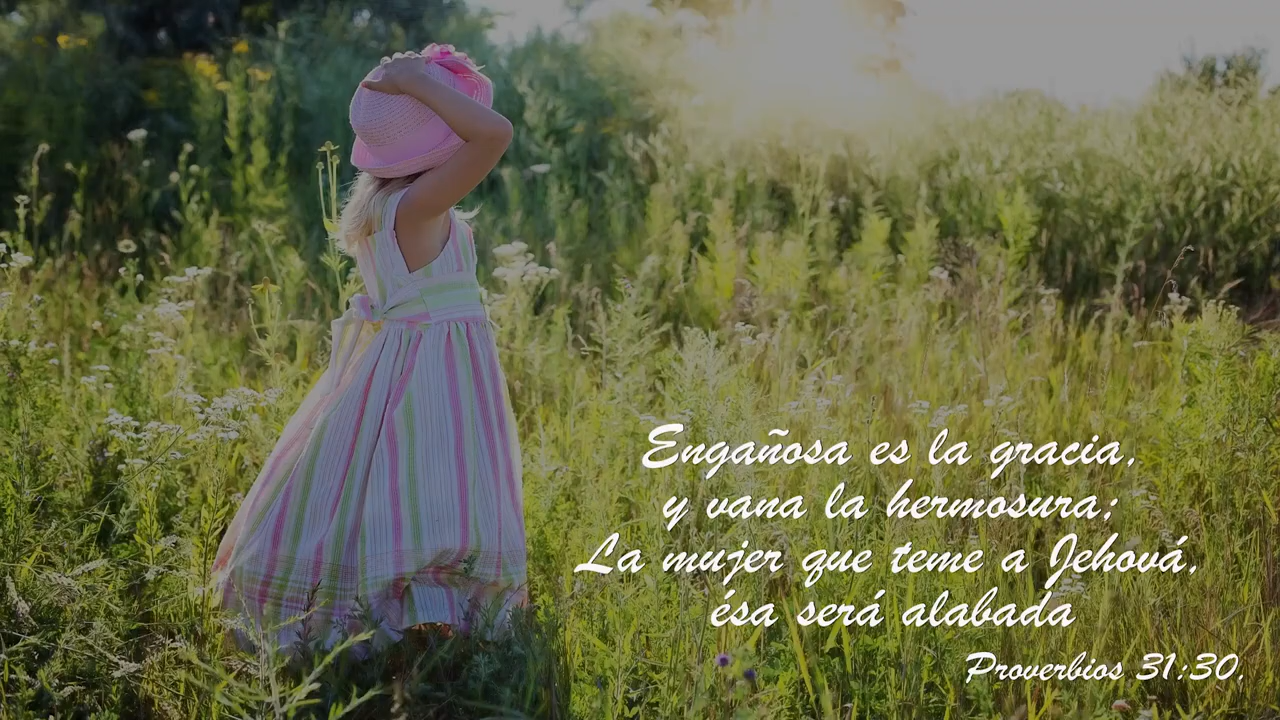 Engañosa es la gracia,
y vana la hermosura;
La mujer que teme a Jehová,
ésa será alabada
Proverbios 31:30.